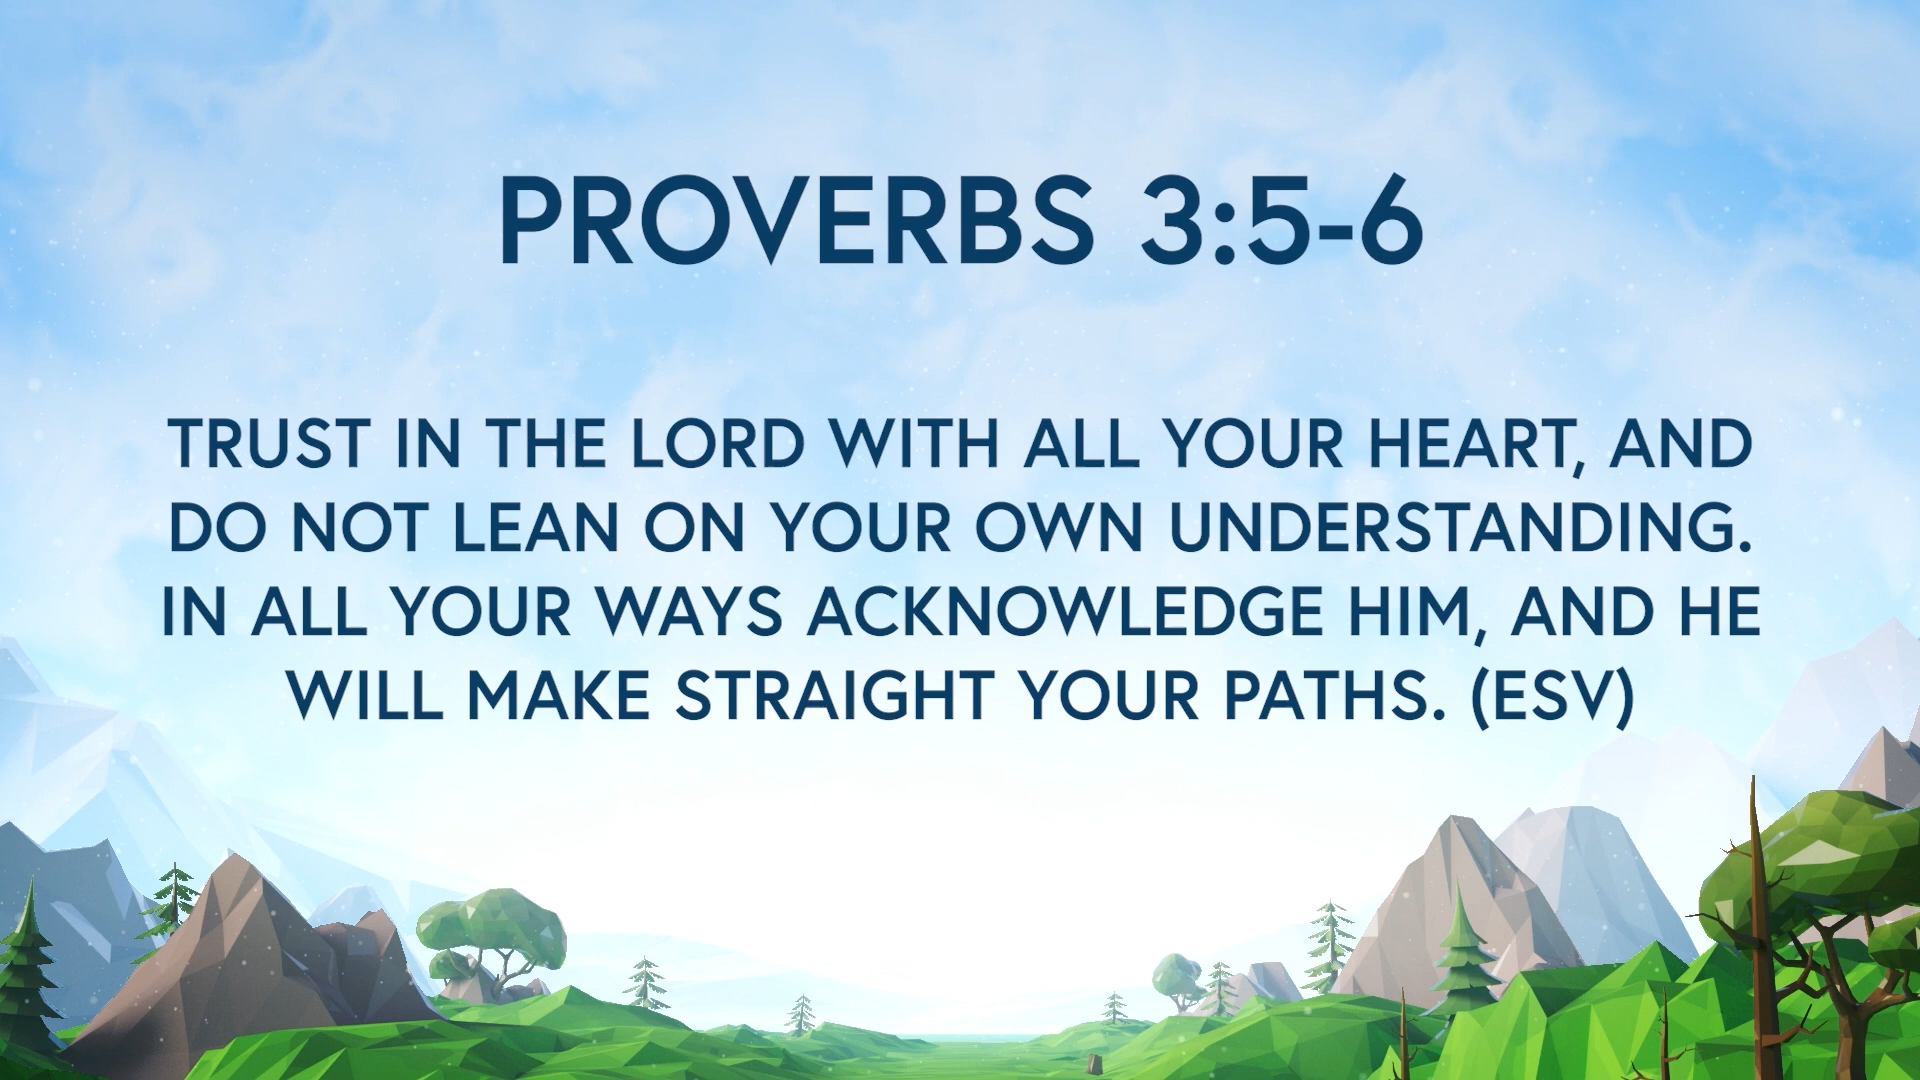 PROVERBS 3:5-6
TRUST IN THE LORD WITH ALL YOUR HEART, AND
DO NOT LEAN ON YOUR OWN UNDERSTANDING.
IN ALL YOUR WAYS ACKNOWLEDGE HIM, AND HE
WILL MAKE STRAIGHT YOUR PATHS. (ESV)